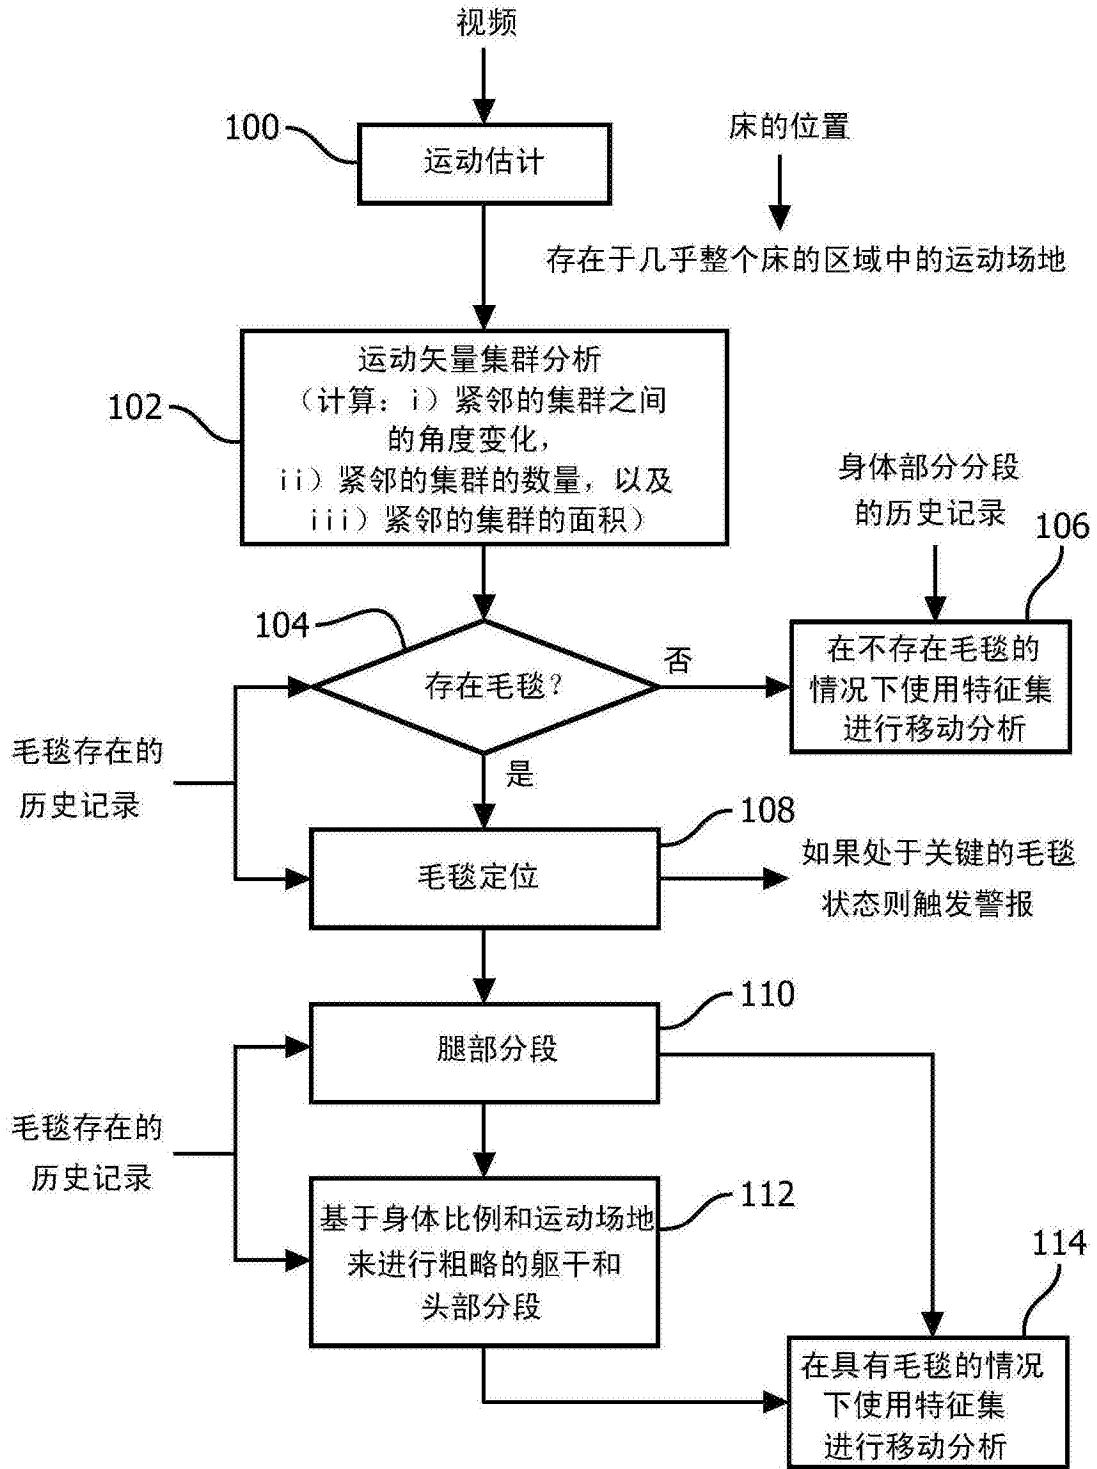 视频
100
运动估计
床的位置
存在于几乎整个床的区域中的运动场地
102
运动矢量集群分析
（计算：i）紧邻的集群之间
的角度变化，
ii）紧邻的集群的数量，以及
iii）紧邻的集群的面积）
身体部分分段
的历史记录
106
104
存在毛毯？
否
在不存在毛毯的
情况下使用特征集
进行移动分析
毛毯存在的
历史记录
是
108
毛毯定位
如果处于关键的毛毯
状态则触发警报
110
腿部分段
毛毯存在的
历史记录
112
基于身体比例和运动场地
来进行粗略的躯干和
头部分段
114
在具有毛毯的情况
下使用特征集
进行移动分析